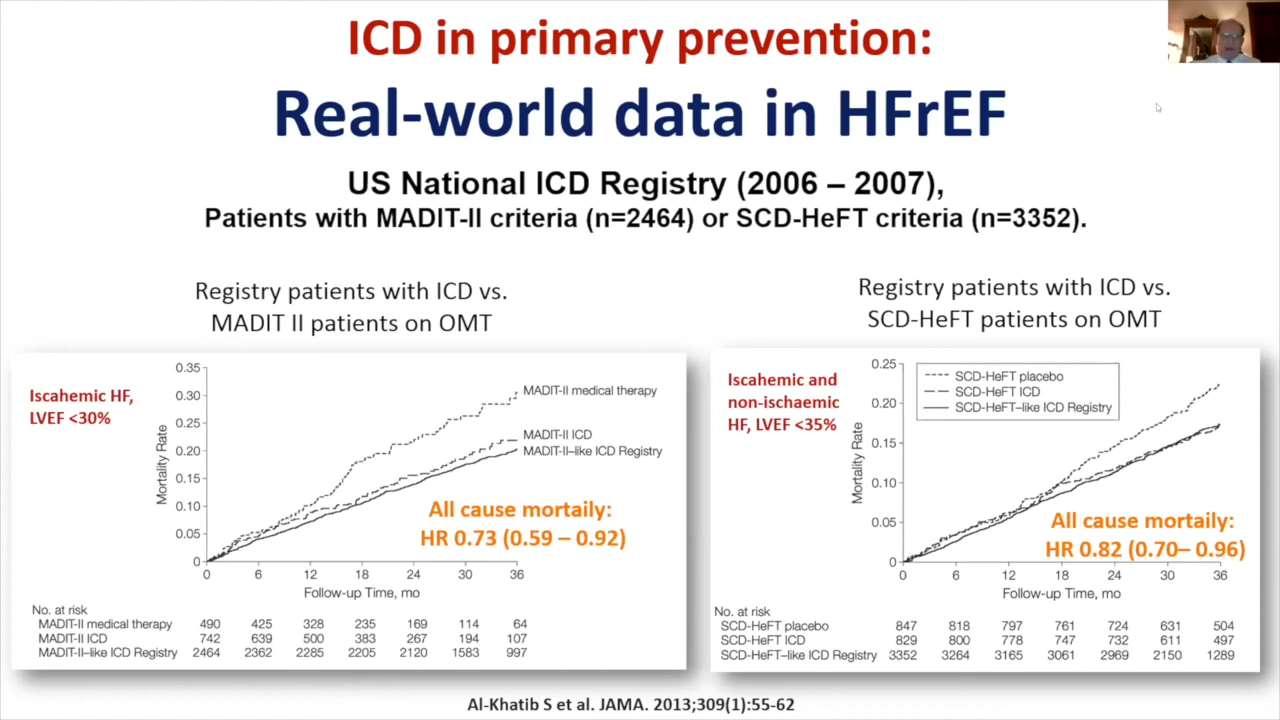 ICD in primary prevention:
Real-world data in HFrEF
US National ICD Registry (2006 – 2007),
Patients with MADIT-II criteria (n=2464) or SCD-HeFT criteria (n=3352).
Registry patients with ICD vs.
MADIT II patients on OMT
Iscahemic HF,
LVEF <30%
Mortality Rate
0.35
0.30
0.25
0.20
0.15
0.10
0.05
0
MADIT-II medical therapy
MADIT-II ICD
MADIT-II–like ICD Registry
All cause mortaily:
HR 0.73 (0.59 – 0.92)
0 6 12 18 24 30 36
Follow-up Time, mo
No. at risk
MADIT-II medical therapy 490 425 328 235 169 114 64
MADIT-II ICD 742 639 500 383 267 194 107
MADIT-II–like ICD Registry 2464 2362 2285 2205 2120 1583 997
Registry patients with ICD vs.
SCD-HeFT patients on OMT
Iscahemic and
non-ischaemic
HF, LVEF <35%
Mortality Rate
0.25
0.20
0.15
0.10
0.05
0
SCD-HeFT placebo
SCD-HeFT ICD
SCD-HeFT–like ICD Registry
All cause mortaily:
HR 0.82 (0.70– 0.96)
0 6 12 18 24 30 36
Follow-up Time, mo
No. at risk
SCD-HeFT placebo 847 818 797 761 724 631 504
SCD-HeFT ICD 829 800 778 747 732 611 497
SCD-HeFT–like ICD Registry 3352 3264 3165 3061 2969 2150 1289
Al-Khatib S et al. JAMA. 2013;309(1):55-62